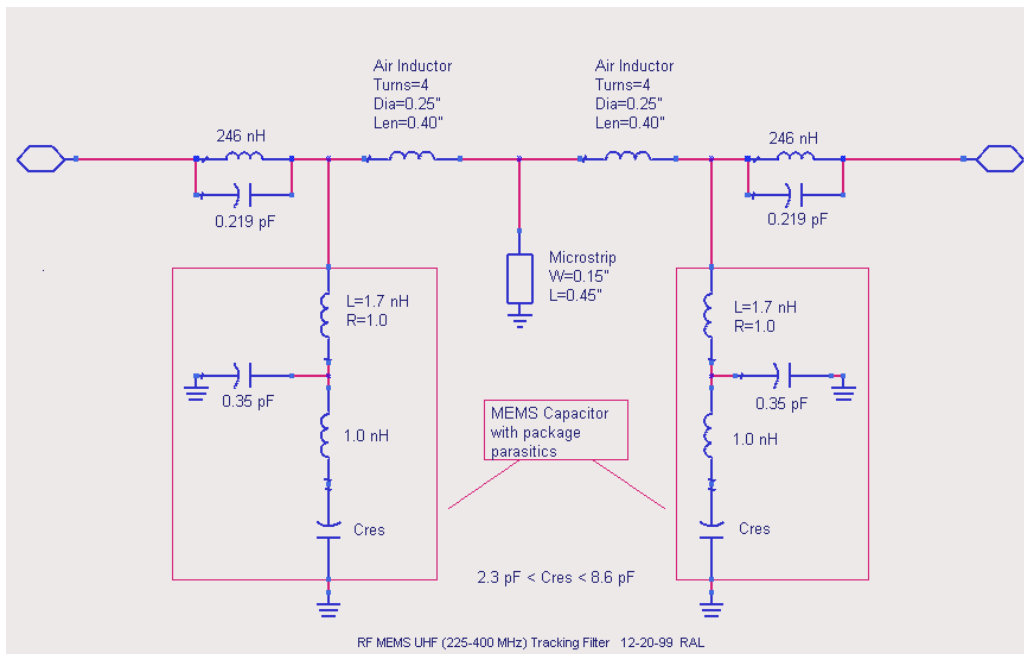 Air Inductor
Turns=4
Dia=0.25"
Len=0.40"
Air Inductor
Turns=4
Dia=0.25"
Len=0.40"
246 nH
0.219 pF
246 nH
0.219 pF
Microstrip
W=0.15"
L=0.45"
L=1.7 nH
R=1.0
0.35 pF
1.0 nH
Cres
MEMS Capacitor
with package
parasitics
L=1.7 nH
R=1.0
0.35 pF
1.0 nH
Cres
2.3 pF < Cres < 8.6 pF
RF MEMS UHF (225-400 MHz) Tracking Filter 12-20-99 RAL